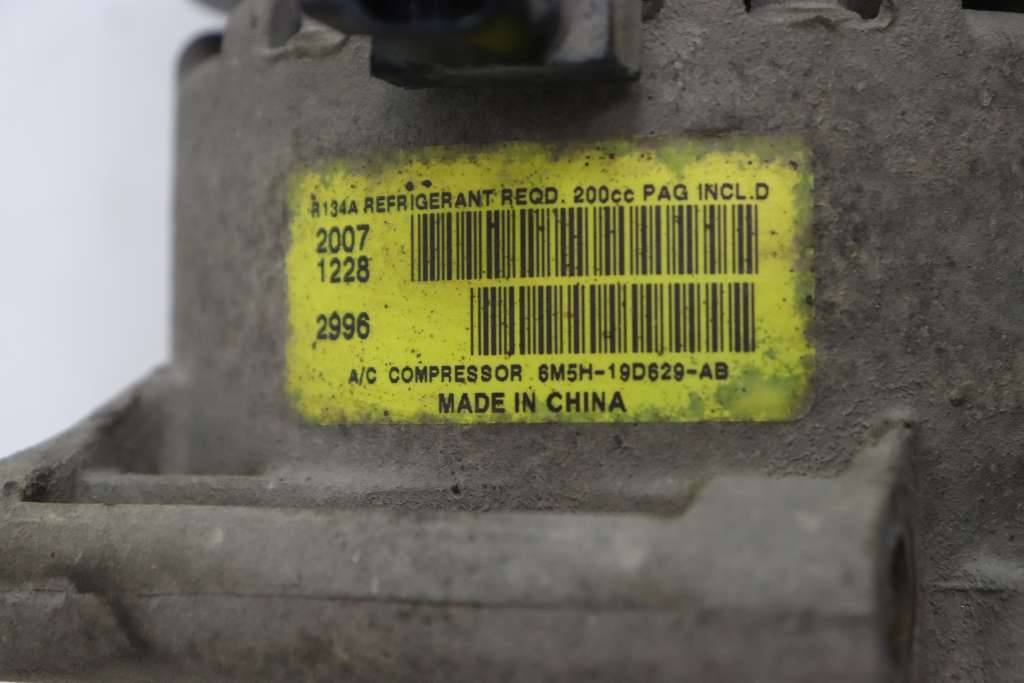 R134A REFRIGERANT REQD. 200cc PAG INCL.D
2007
1228
2996
A/C COMPRESSOR 6M5H-19D629-AB
MADE IN CHINA